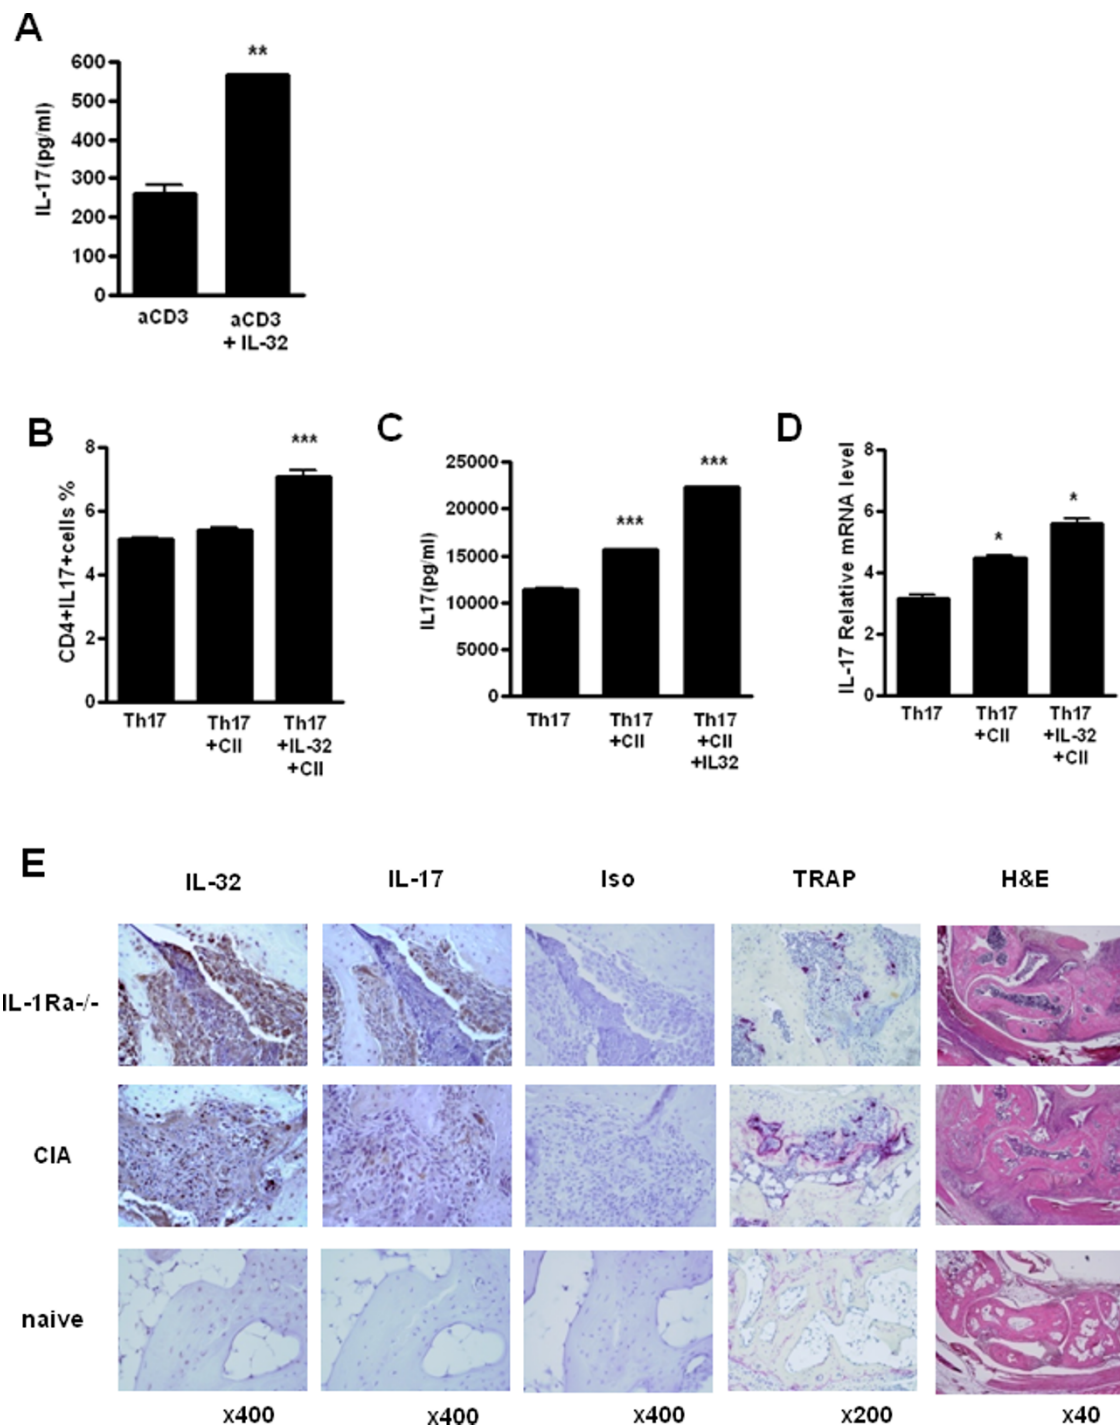 A
**
600
500
400
300
200
100
0
IL-17(pg/ml)
aCD3
aCD3
+ IL-32
B
***
8
6
4
2
0
CD4+IL17+cells %
Th17
Th17
+CII
Th17
+IL-32
+CII
C
***
***
25000
20000
15000
10000
5000
0
IL17(pg/ml)
Th17
Th17
+CII
Th17
+CII
+IL32
D
*
*
8
6
4
2
0
IL-17 Relative mRNA level
Th17
Th17
+CII
Th17
+IL-32
+CII
E
IL-32
IL-17
Iso
TRAP
H&E
IL-1Ra-/-
CIA
naive
x400
x400
x400
x200
x40